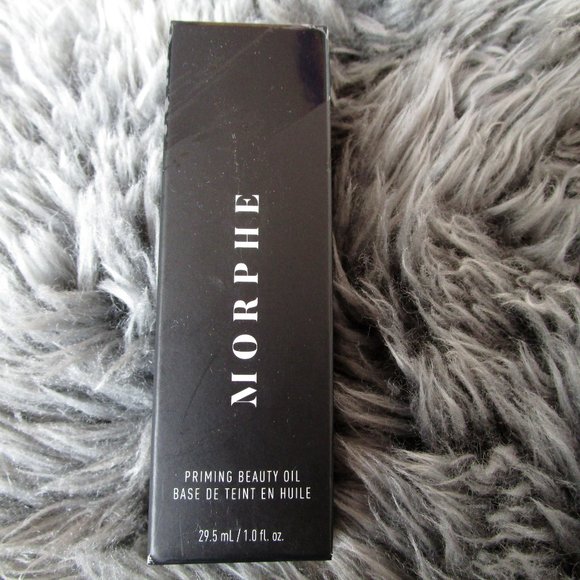 MORPHE
PRIMING BEAUTY OIL
BASE DE TEINT EN HUILE
29.5 mL / 1.0 fl. oz.